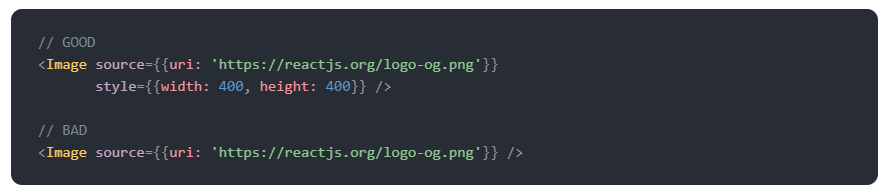 // GOOD
<Image source={{uri: 'https://reactjs.org/logo-og.png'}}
       style={{width: 400, height: 400}} />
// BAD
<Image source={{uri: 'https://reactjs.org/logo-og.png'}} />